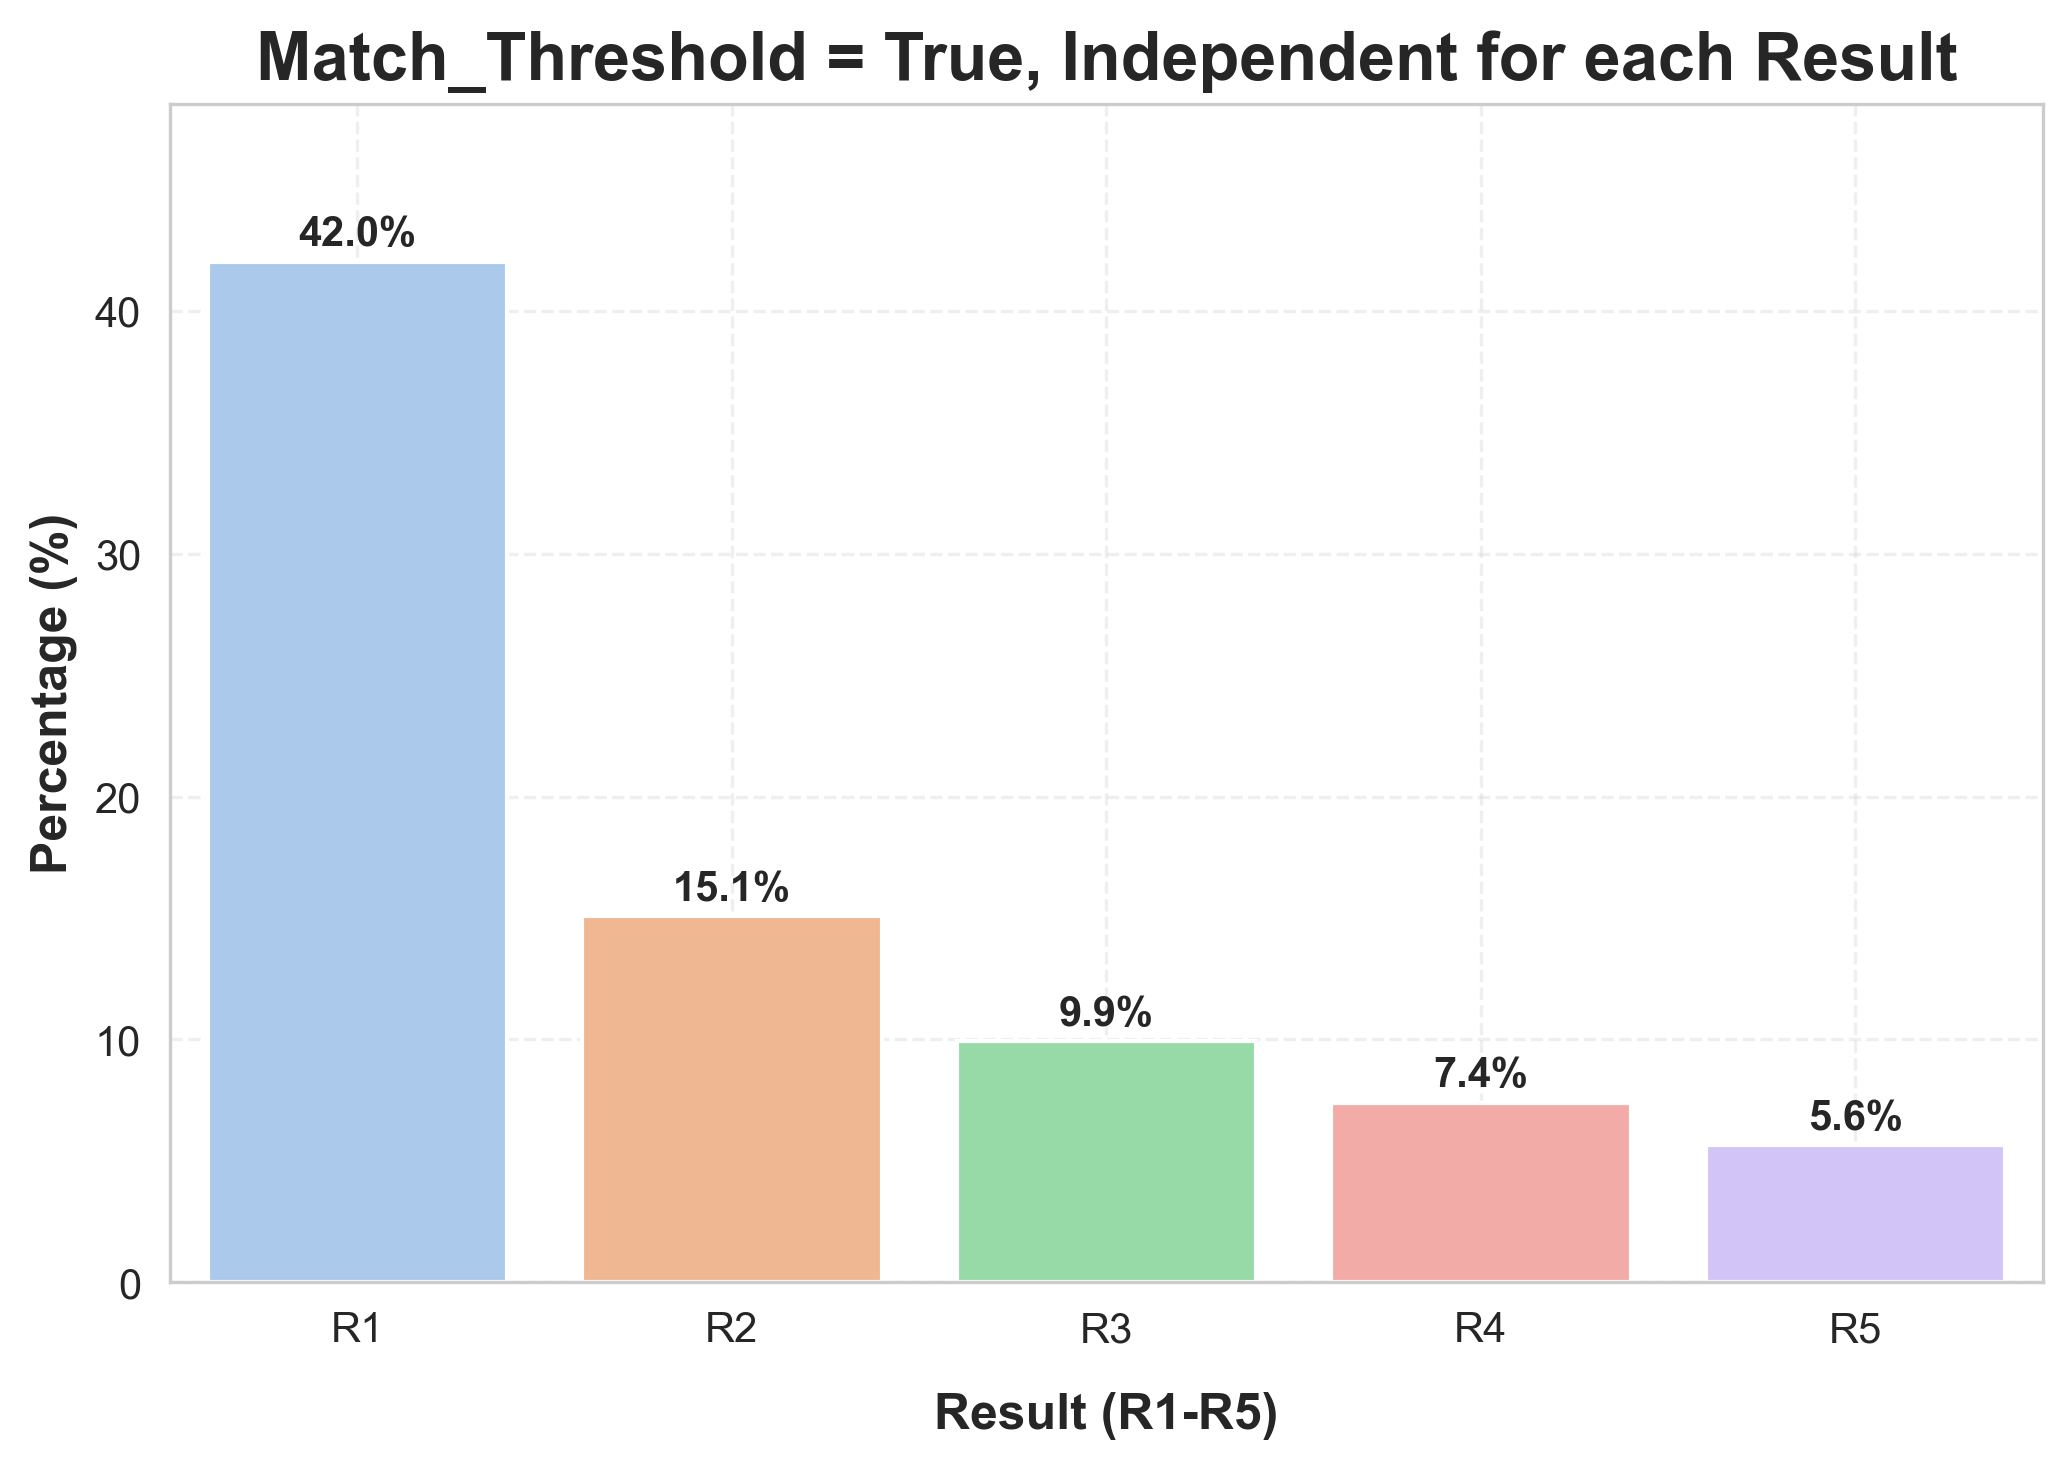 Match_Threshold = True, Independent for each Result
Percentage (%)
40
30
20
10
0
42.0%
15.1%
9.9%
7.4%
5.6%
R1
R2
R3
R4
R5
Result (R1-R5)